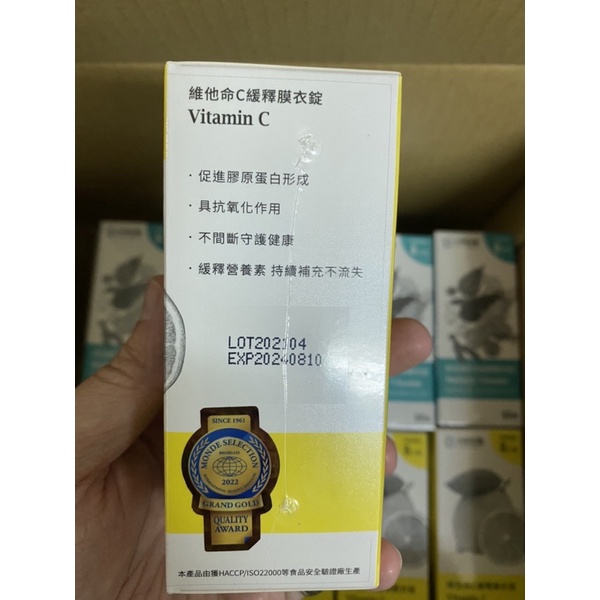 維他命C緩釋膜衣錠
Vitamin C
· 促進膠原蛋白形成
· 具抗氧化作用
· 不間斷守護健康
· 緩釋營養素 持續補充不流失
LOT202104
EXP20240810
SINCE 1961
MONDE SELECTION
2022
GRAND GOLD
QUALITY
AWARD
本產品由獲HACCP/ISO22000等食品安全驗證廠生產